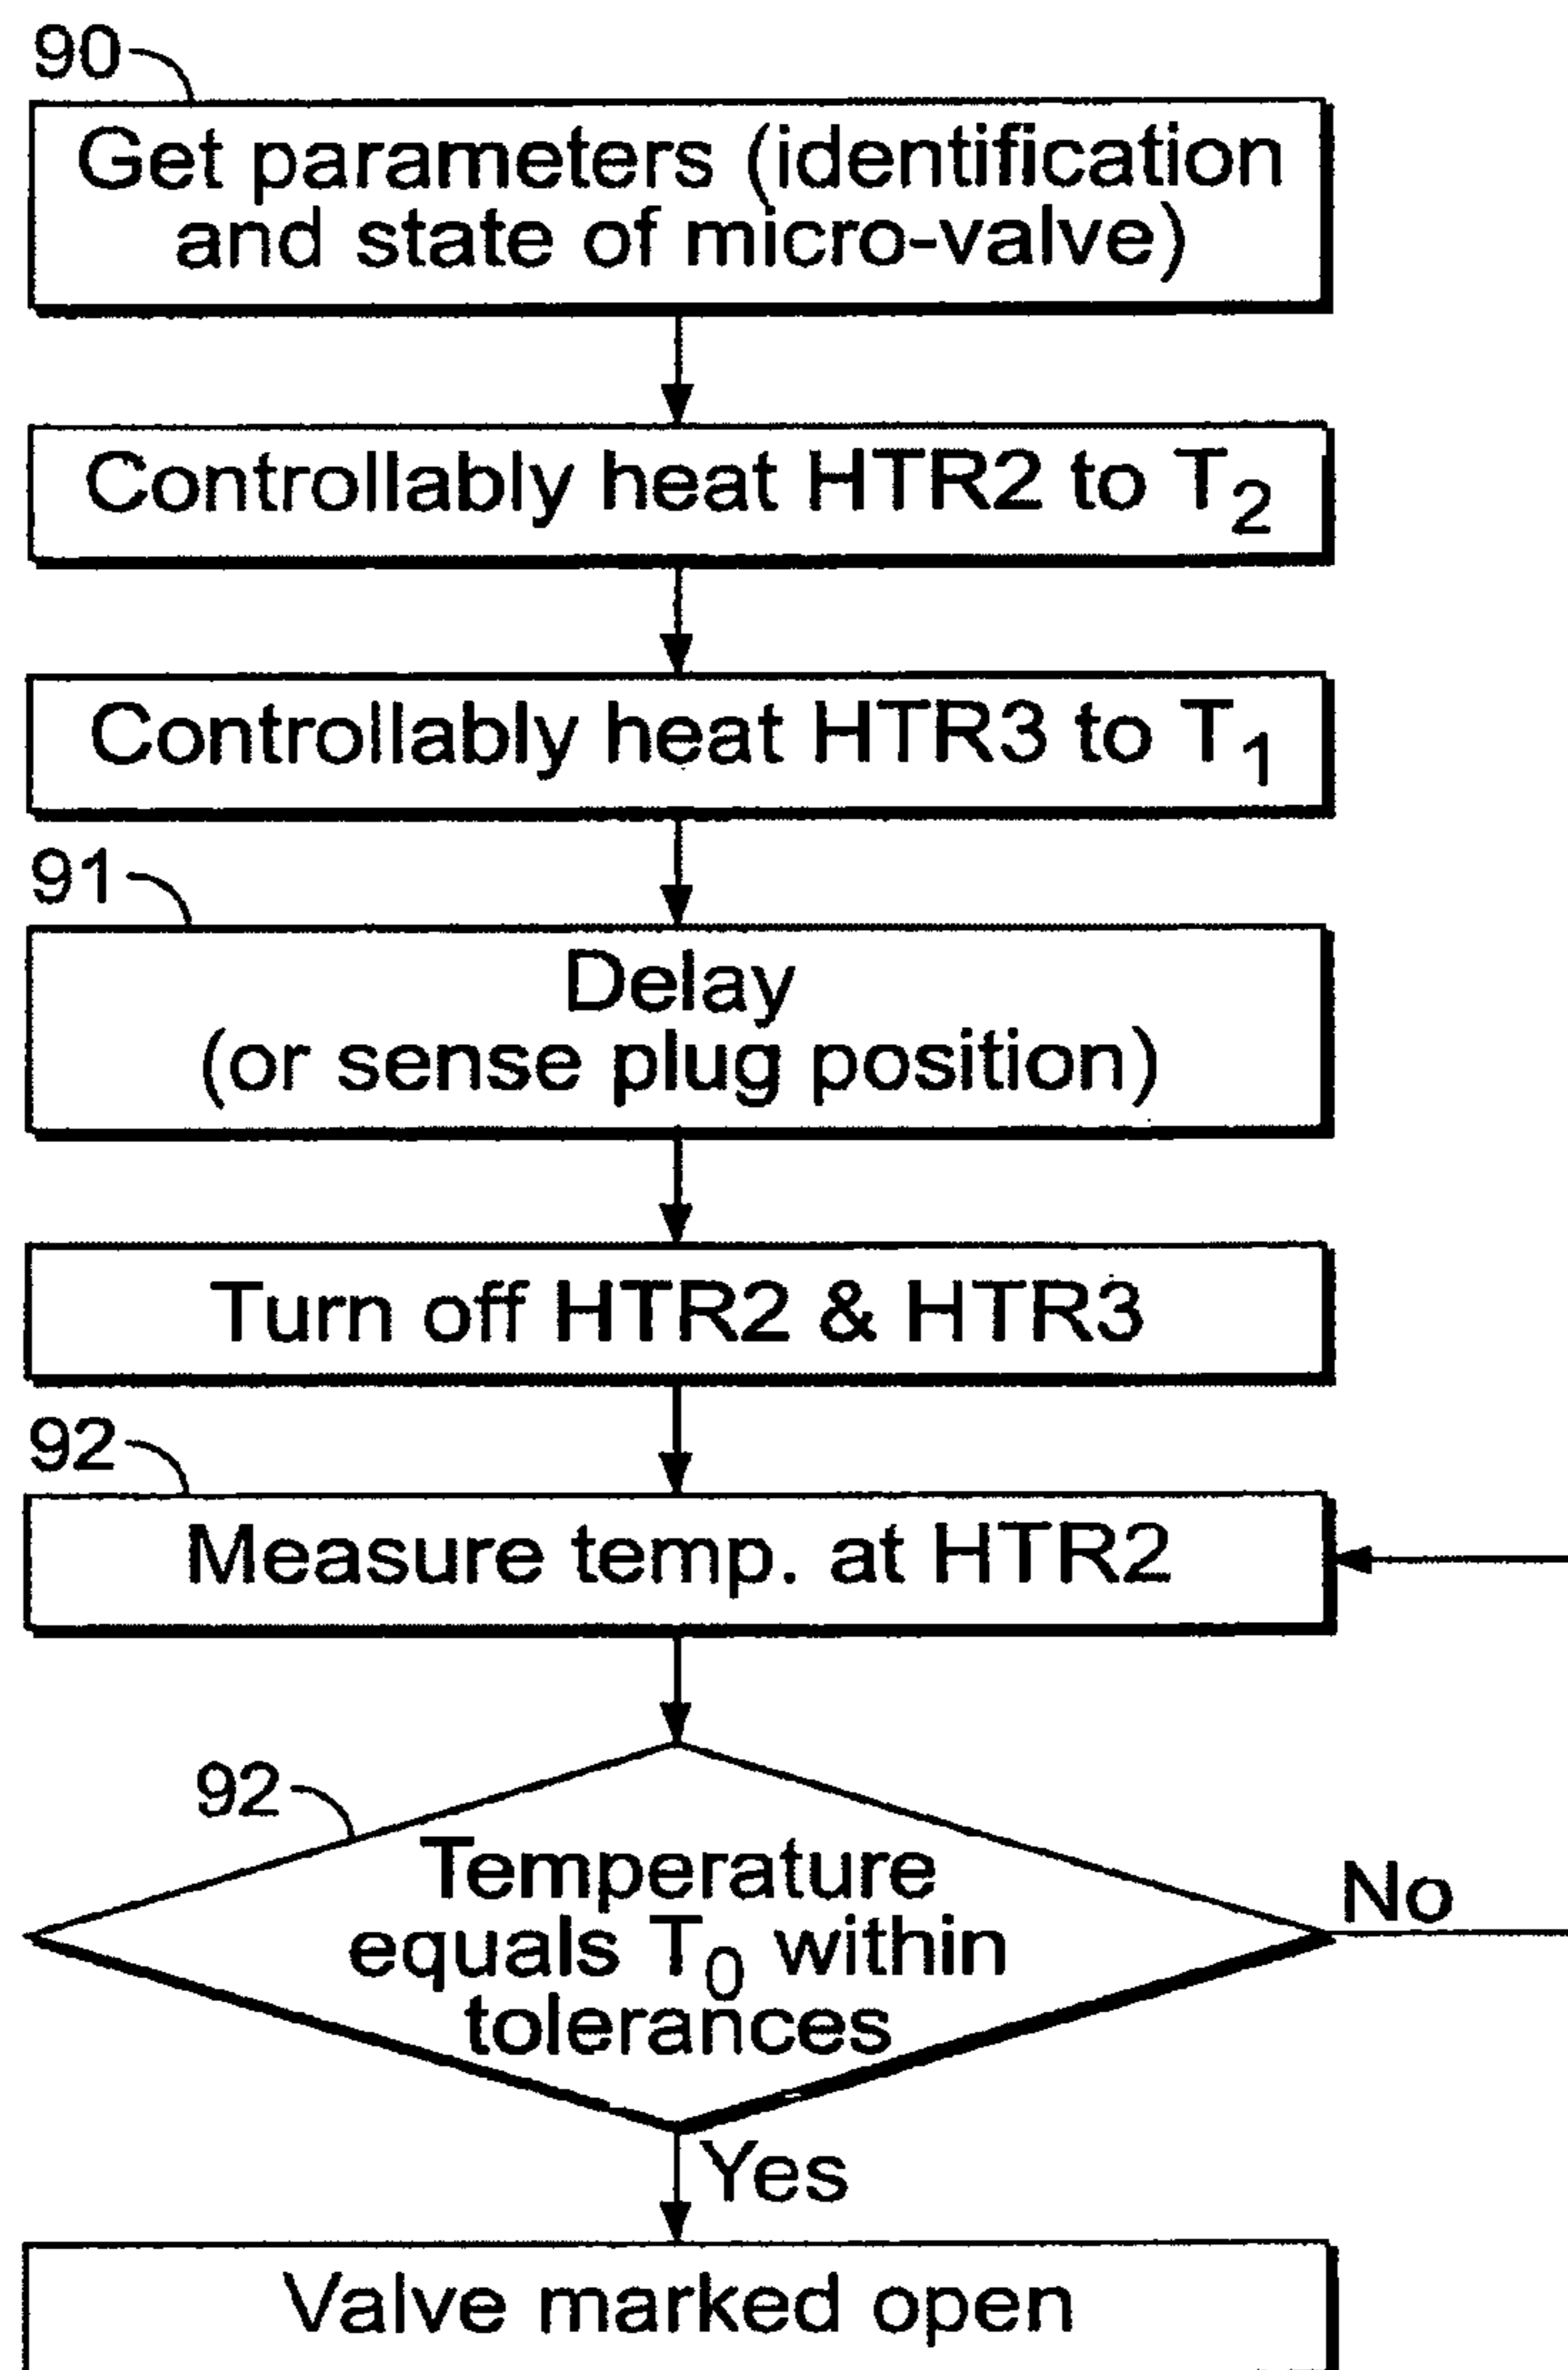 90
Get parameters (identification
and state of micro-valve)
Controllably heat HTR2 to T2
Controllably heat HTR3 to T1
91
Delay
(or sense plug position)
Turn off HTR2 & HTR3
92
Measure temp. at HTR2
92
Temperature
equals T0 within
tolerances
No
Yes
Valve marked open